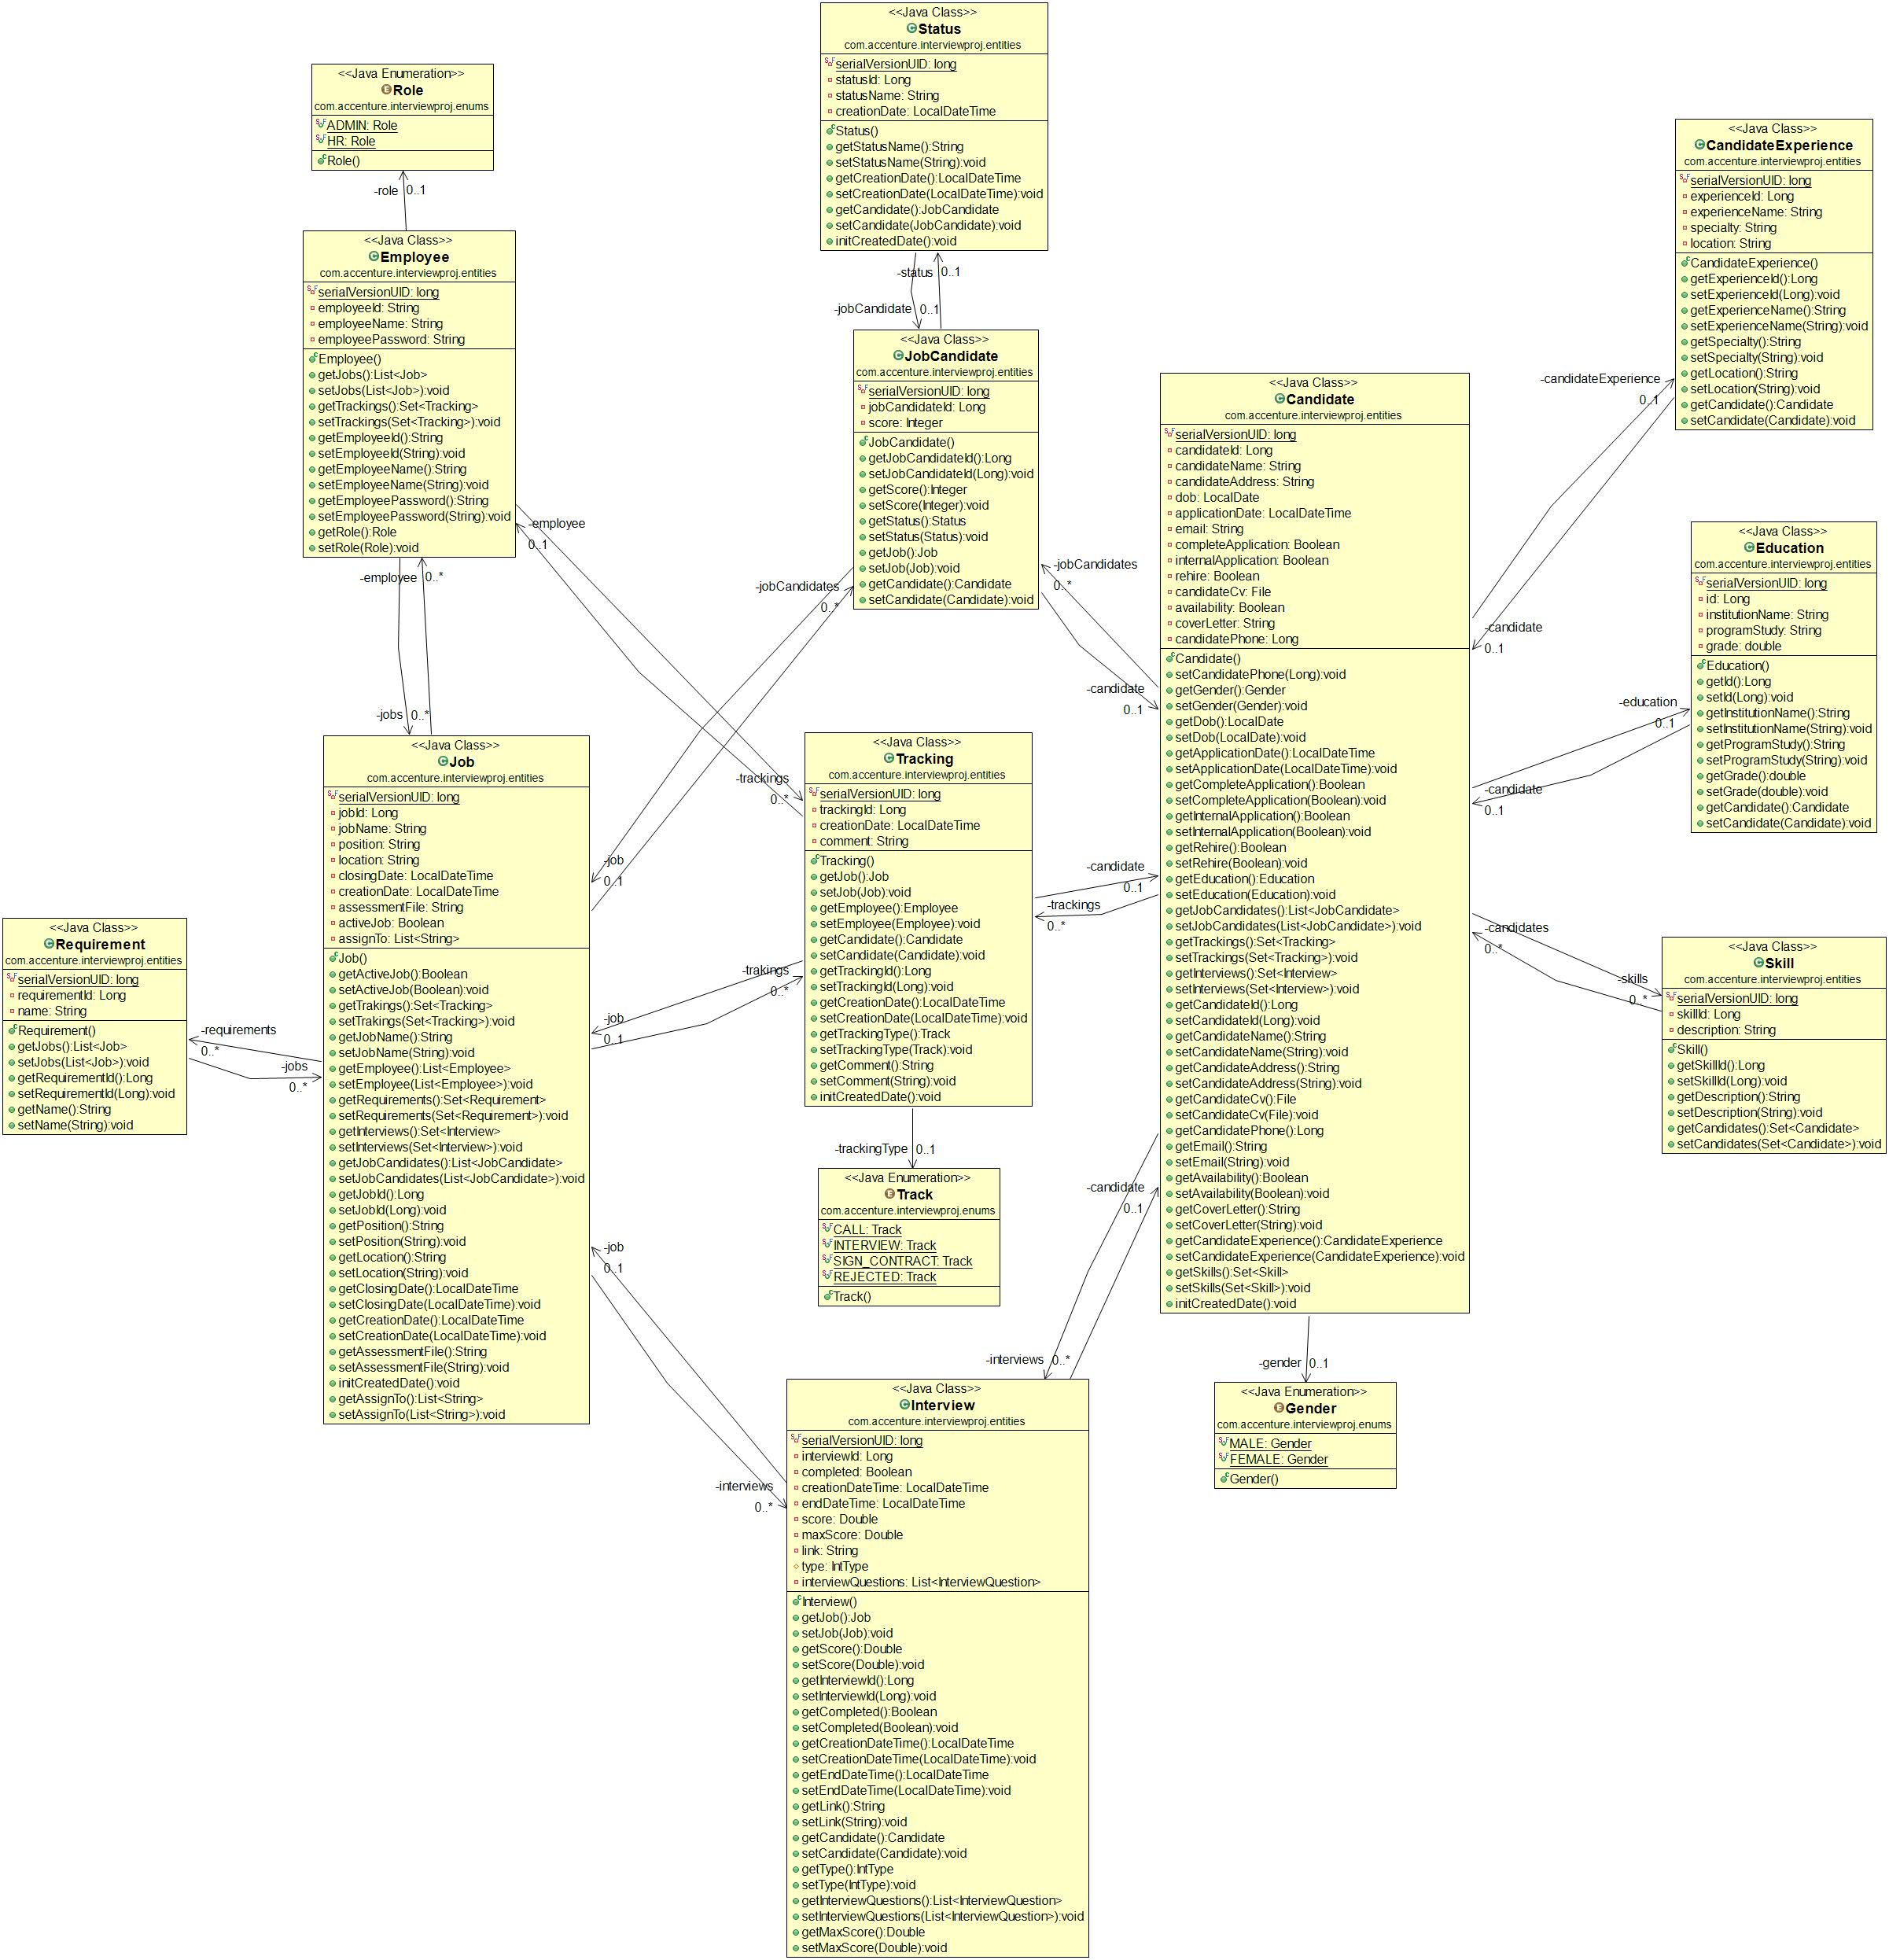 <<Java Class>>
Status
com.accenture.interviewproj.entities
serialVersionUID: long
statusId: Long
statusName: String
creationDate: LocalDateTime
Status()
getStatusName():String
setStatusName(String):void
getCreationDate():LocalDateTime
setCreationDate(LocalDateTime):void
getCandidate():JobCandidate
setCandidate(JobCandidate):void
initCreatedDate():void
<<Java Enumeration>>
Role
com.accenture.interviewproj.enums
ADMIN: Role
HR: Role
Role()
-role 0..1
<<Java Class>>
Employee
com.accenture.interviewproj.entities
serialVersionUID: long
employeeId: String
employeeName: String
employeePassword: String
Employee()
getJobs():List<Job>
setJobs(List<Job>):void
getTrackings():Set<Tracking>
setTrackings(Set<Tracking>):void
getEmployeeId():String
setEmployeeId(String):void
getEmployeeName():String
setEmployeeName(String):void
getEmployeePassword():String
setEmployeePassword(String):void
getRole():Role
setRole(Role):void
-status 0..1
-jobCandidate 0..1
<<Java Class>>
JobCandidate
com.accenture.interviewproj.entities
serialVersionUID: long
jobCandidateId: Long
score: Integer
JobCandidate()
getJobCandidateId():Long
setJobCandidateId(Long):void
getScore():Integer
setScore(Integer):void
getStatus():Status
setStatus(Status):void
getJob():Job
setJob(Job):void
getCandidate():Candidate
setCandidate(Candidate):void
<<Java Class>>
CandidateExperience
com.accenture.interviewproj.entities
serialVersionUID: long
experienceId: Long
experienceName: String
specialty: String
location: String
CandidateExperience()
getExperienceId():Long
setExperienceId(Long):void
getExperienceName():String
setExperienceName(String):void
getSpecialty():String
setSpecialty(String):void
getLocation():String
setLocation(String):void
getCandidate():Candidate
setCandidate(Candidate):void
-candidateExperience
0..1
-candidate
0..1
<<Java Class>>
Candidate
com.accenture.interviewproj.entities
serialVersionUID: long
candidateId: Long
candidateName: String
candidateAddress: String
dob: LocalDate
applicationDate: LocalDateTime
email: String
completeApplication: Boolean
internalApplication: Boolean
rehire: Boolean
candidateCv: File
availability: Boolean
coverLetter: String
candidatePhone: Long
Candidate()
setCandidatePhone(Long):void
getGender():Gender
setGender(Gender):void
getDob():LocalDate
setDob(LocalDate):void
getApplicationDate():LocalDateTime
setApplicationDate(LocalDateTime):void
getCompleteApplication():Boolean
setCompleteApplication(Boolean):void
getInternalApplication():Boolean
setInternalApplication(Boolean):void
getRehire():Boolean
setRehire(Boolean):void
getEducation():Education
setEducation(Education):void
getJobCandidates():List<JobCandidate>
setJobCandidates(List<JobCandidate>):void
getTrackings():Set<Tracking>
setTrackings(Set<Tracking>):void
getInterviews():Set<Interview>
setInterviews(Set<Interview>):void
getCandidateId():Long
setCandidateId(Long):void
getCandidateName():String
setCandidateName(String):void
getCandidateAddress():String
setCandidateAddress(String):void
getCandidateCv():File
setCandidateCv(File):void
getCandidatePhone():Long
getEmail():String
setEmail(String):void
getAvailability():Boolean
setAvailability(Boolean):void
getCoverLetter():String
setCoverLetter(String):void
getCandidateExperience():CandidateExperience
setCandidateExperience(CandidateExperience):void
getSkills():Set<Skill>
setSkills(Set<Skill>):void
initCreatedDate():void
<<Java Class>>
Education
com.accenture.interviewproj.entities
serialVersionUID: long
id: Long
institutionName: String
programStudy: String
grade: double
Education()
getId():Long
setId(Long):void
getInstitutionName():String
setInstitutionName(String):void
getProgramStudy():String
setProgramStudy(String):void
getGrade():double
setGrade(double):void
getCandidate():Candidate
setCandidate(Candidate):void
-education
0..1
-candidate
0..1
-employee
0..1
-employee 0..*
-jobs 0..*
-jobCandidates
0..*
-jobCandidates
0..*
-candidate
0..1
-trackings
0..*
<<Java Class>>
Job
com.accenture.interviewproj.entities
serialVersionUID: long
jobId: Long
jobName: String
position: String
location: String
closingDate: LocalDateTime
creationDate: LocalDateTime
assessmentFile: String
activeJob: Boolean
assignTo: List<String>
Job()
getActiveJob():Boolean
setActiveJob(Boolean):void
getTrakings():Set<Tracking>
setTrakings(Set<Tracking>):void
getJobName():String
setJobName(String):void
getEmployee():List<Employee>
setEmployee(List<Employee>):void
getRequirements():Set<Requirement>
setRequirements(Set<Requirement>):void
getInterviews():Set<Interview>
setInterviews(Set<Interview>):void
getJobCandidates():List<JobCandidate>
setJobCandidates(List<JobCandidate>):void
getJobId():Long
setJobId(Long):void
getPosition():String
setPosition(String):void
getLocation():String
setLocation(String):void
getClosingDate():LocalDateTime
setClosingDate(LocalDateTime):void
getCreationDate():LocalDateTime
setCreationDate(LocalDateTime):void
getAssessmentFile():String
setAssessmentFile(String):void
initCreatedDate():void
getAssignTo():List<String>
setAssignTo(List<String>):void
<<Java Class>>
Tracking
com.accenture.interviewproj.entities
serialVersionUID: long
trackingId: Long
creationDate: LocalDateTime
comment: String
Tracking()
getJob():Job
setJob(Job):void
getEmployee():Employee
setEmployee(Employee):void
getCandidate():Candidate
setCandidate(Candidate):void
getTrackingId():Long
setTrackingId(Long):void
getCreationDate():LocalDateTime
setCreationDate(LocalDateTime):void
getTrackingType():Track
setTrackingType(Track):void
getComment():String
setComment(String):void
initCreatedDate():void
-job
0..1
-candidate
0..1
-trackings
0..*
-trakings
0..*
-job
0..1
<<Java Class>>
Requirement
com.accenture.interviewproj.entities
serialVersionUID: long
requirementId: Long
name: String
Requirement()
getJobs():List<Job>
setJobs(List<Job>):void
getRequirementId():Long
setRequirementId(Long):void
getName():String
setName(String):void
-requirements
0..*
-jobs
0..*
-candidates
0..*
-skills
0..*
<<Java Class>>
Skill
com.accenture.interviewproj.entities
serialVersionUID: long
skillId: Long
description: String
Skill()
getSkillId():Long
setSkillId(Long):void
getDescription():String
setDescription(String):void
getCandidates():Set<Candidate>
setCandidates(Set<Candidate>):void
-trackingType 0..1
<<Java Enumeration>>
Track
com.accenture.interviewproj.enums
CALL: Track
INTERVIEW: Track
SIGN_CONTRACT: Track
REJECTED: Track
Track()
-candidate
0..1
-job
0..1
-interviews 0..*
-interviews
0..*
-gender 0..1
<<Java Enumeration>>
Gender
com.accenture.interviewproj.enums
MALE: Gender
FEMALE: Gender
Gender()
<<Java Class>>
Interview
com.accenture.interviewproj.entities
serialVersionUID: long
interviewId: Long
completed: Boolean
creationDateTime: LocalDateTime
endDateTime: LocalDateTime
score: Double
maxScore: Double
link: String
type: IntType
interviewQuestions: List<InterviewQuestion>
Interview()
getJob():Job
setJob(Job):void
getScore():Double
setScore(Double):void
getInterviewId():Long
setInterviewId(Long):void
getCompleted():Boolean
setCompleted(Boolean):void
getCreationDateTime():LocalDateTime
setCreationDateTime(LocalDateTime):void
getEndDateTime():LocalDateTime
setEndDateTime(LocalDateTime):void
getLink():String
setLink(String):void
getCandidate():Candidate
setCandidate(Candidate):void
getType():IntType
setType(IntType):void
getInterviewQuestions():List<InterviewQuestion>
setInterviewQuestions(List<InterviewQuestion>):void
getMaxScore():Double
setMaxScore(Double):void